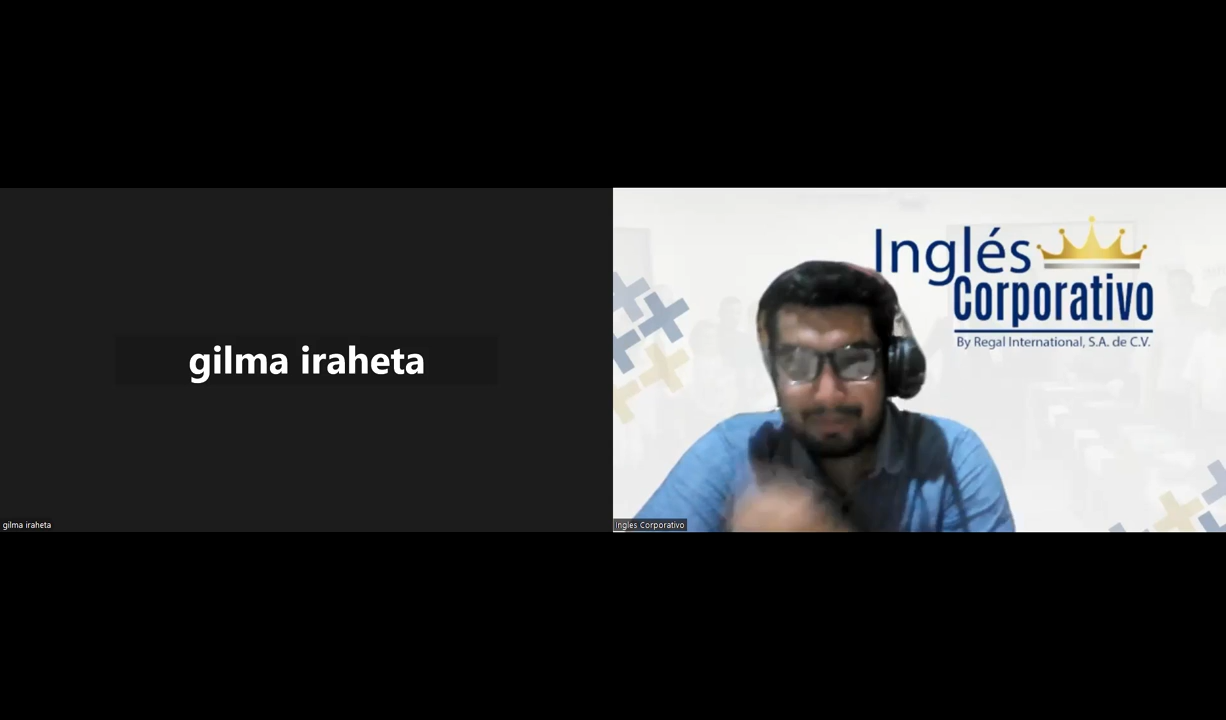 gilma iraheta
gilma iraheta
Inglés
Corporativo
By Regal International, S.A. de C.V.
Ingles Corporativo